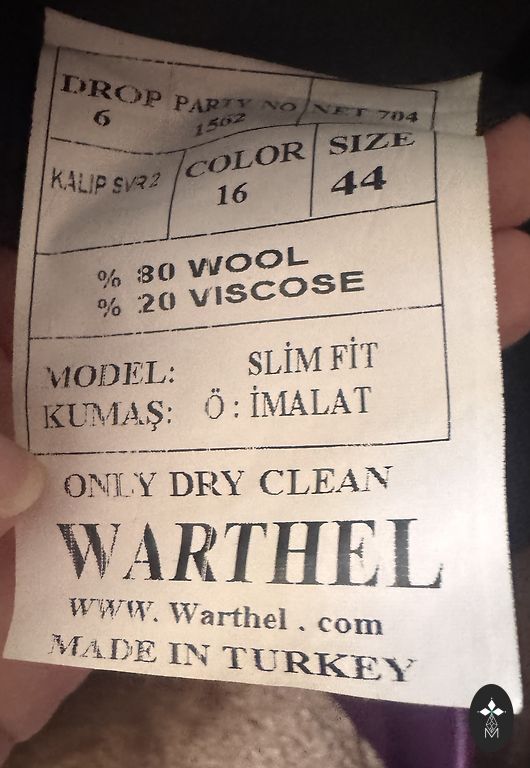 DROP PARTY NO NET 704
6 1562
KALIP SVR2 COLOR SIZE
16 44
% 80 WOOL
% 20 VISCOSE
MODEL: SLİM FİT
KUMAŞ: Ö : İMALAT
ONLY DRY CLEAN
WARTHEL
WWW. Warthel . com
MADE IN TURKEY
M